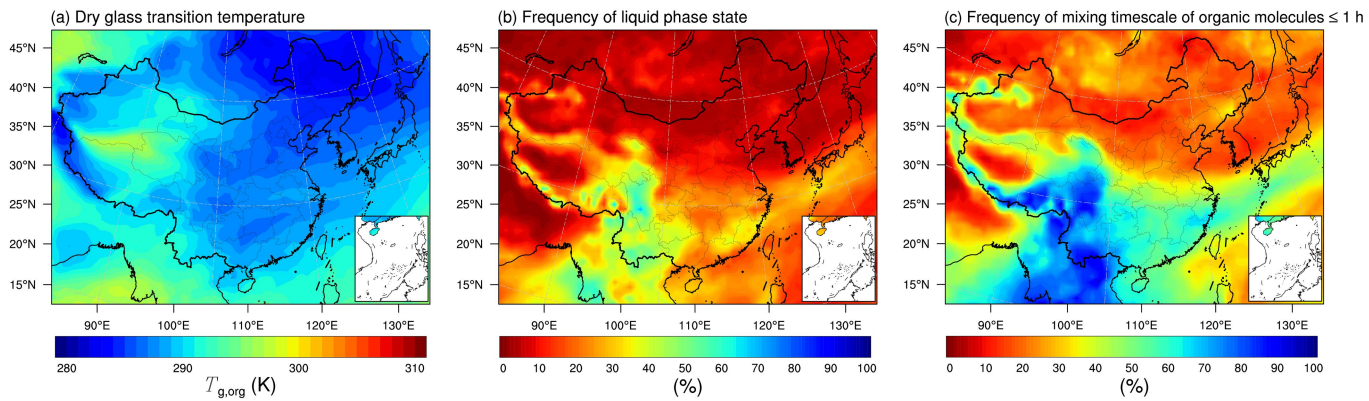 (a) Dry glass transition temperature
45°N
40°N
35°N
30°N
25°N
20°N
15°N
90°E 100°E 110°E 120°E 130°E
280 290 300 310
Tg,org (K)
(b) Frequency of liquid phase state
45°N
40°N
35°N
30°N
25°N
20°N
15°N
90°E 100°E 110°E 120°E 130°E
0 10 20 30 40 50 60 70 80 90 100
(%)
(c) Frequency of mixing timescale of organic molecules ≤ 1 h
45°N
40°N
35°N
30°N
25°N
20°N
15°N
90°E 100°E 110°E 120°E 130°E
0 10 20 30 40 50 60 70 80 90 100
(%)